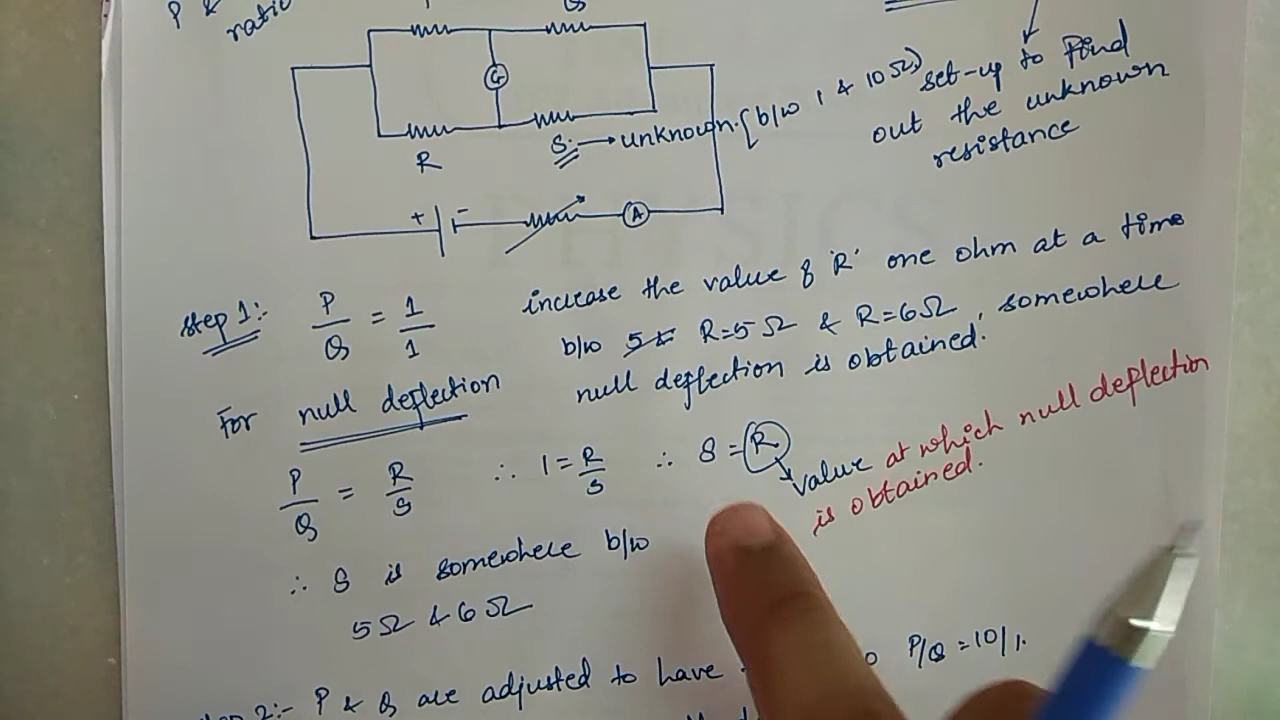 P &
ratio
Q
G
R
S → unknown. {b/w 1 & 10Ω}
set-up to find
out the unknown
resistance
+ -
A
Step 1:- P/Q = 1/1
increase the value of 'R' one ohm at a time
b/w R=5Ω & R=6Ω, somewhere
null deflection is obtained.
For null deflection
P/Q = R/S ∴ 1 = R/S ∴ S = R
value at which null deflection
is obtained.
∴ S is somewhere b/w
5Ω & 6Ω
2:- P & Q are adjusted to have P/Q = 10/1.